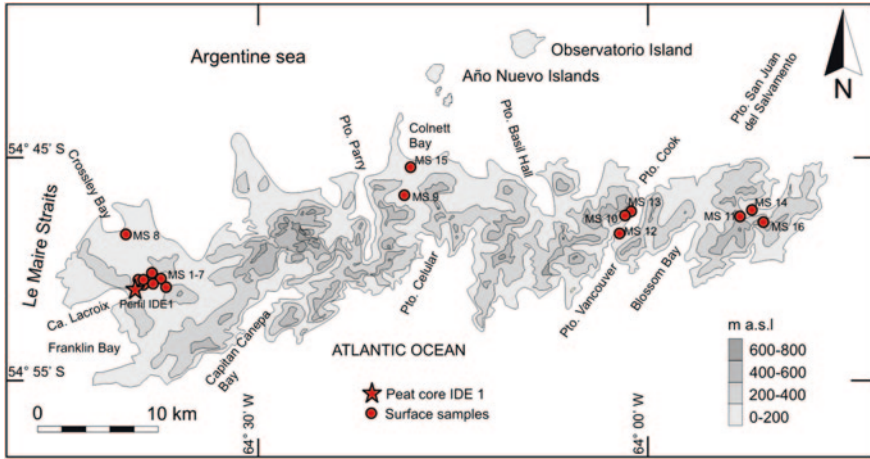 Argentine sea
Observatorio Island
Año Nuevo Islands
N
Pto. San Juan
del Salvamento
54° 45' S
Crossley Bay
Pto. Parry
Colnett
Bay
MS 15
Pto. Basil Hall
Pto. Cook
Le Maire Straits
MS 8
MS 9
MS 13
MS 10
MS 12
MS 14
MS 11
MS 16
MS 1-7
Perfil IDE1
Ca. Lacroix
Franklin Bay
Capitan Canepa
Bay
Pto. Celular
Pto. Vancouver
Blossom Bay
54° 55' S
ATLANTIC OCEAN
Peat core IDE 1
Surface samples
0 10 km
64° 30' W
64° 00' W
m a.s.l
600-800
400-600
200-400
0-200